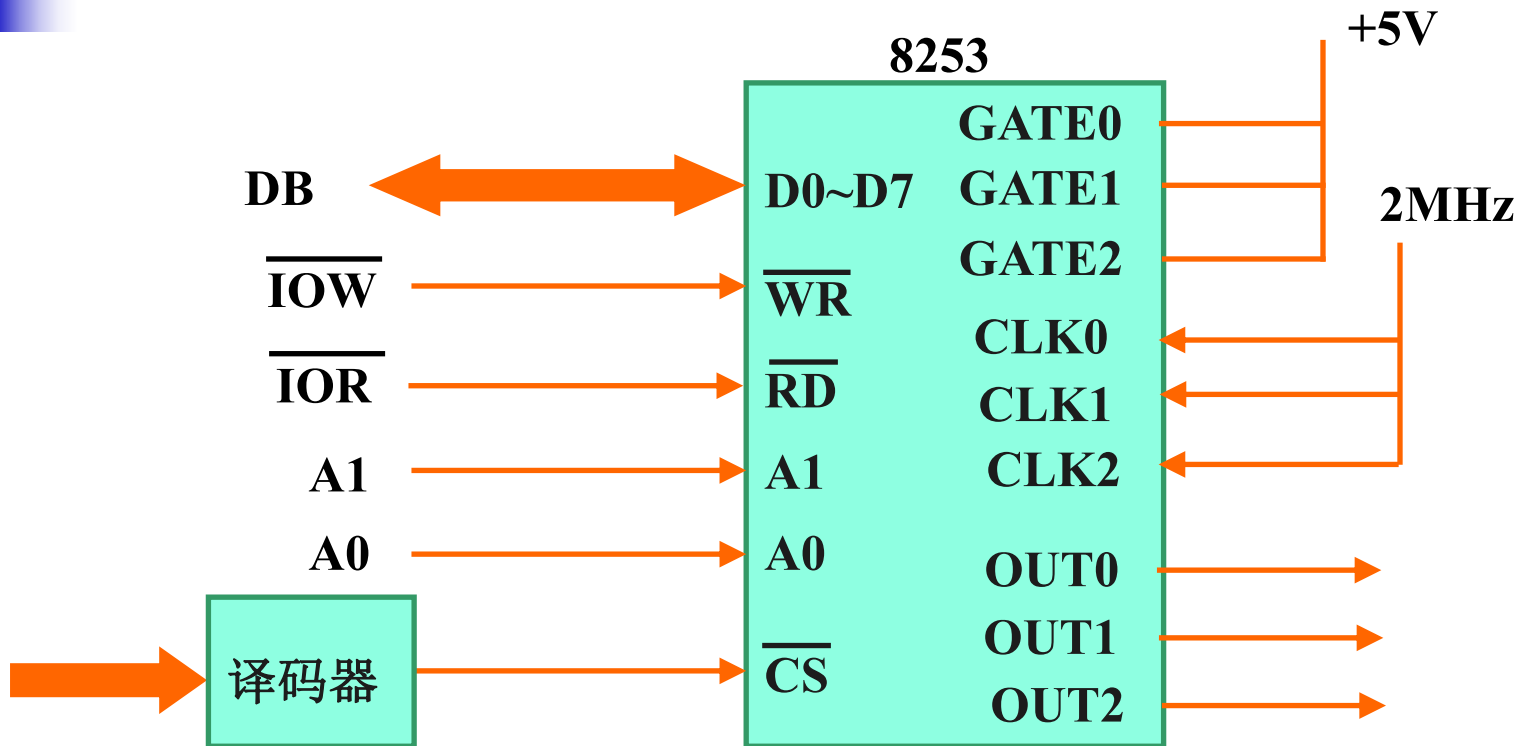 8253
+5V
2MHz
DB
IOW
IOR
A1
A0
译码器
D0~D7
WR
RD
A1
A0
CS
GATE0
GATE1
GATE2
CLK0
CLK1
CLK2
OUT0
OUT1
OUT2